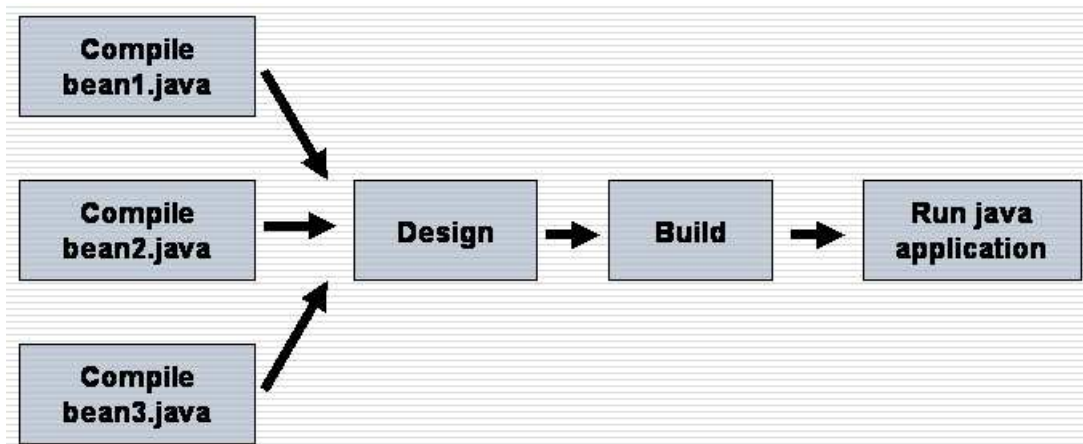 Compile
bean1.java
Compile
bean2.java
Compile
bean3.java
Design
Build
Run java
application